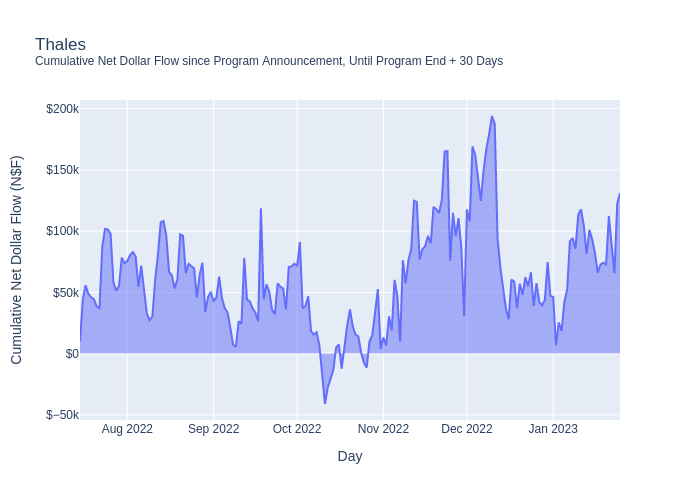 Thales
Cumulative Net Dollar Flow since Program Announcement, Until Program End + 30 Days
Cumulative Net Dollar Flow (N$F)
$200k
$150k
$100k
$50k
$0
$−50k
Aug 2022
Sep 2022
Oct 2022
Nov 2022
Dec 2022
Jan 2023
Day